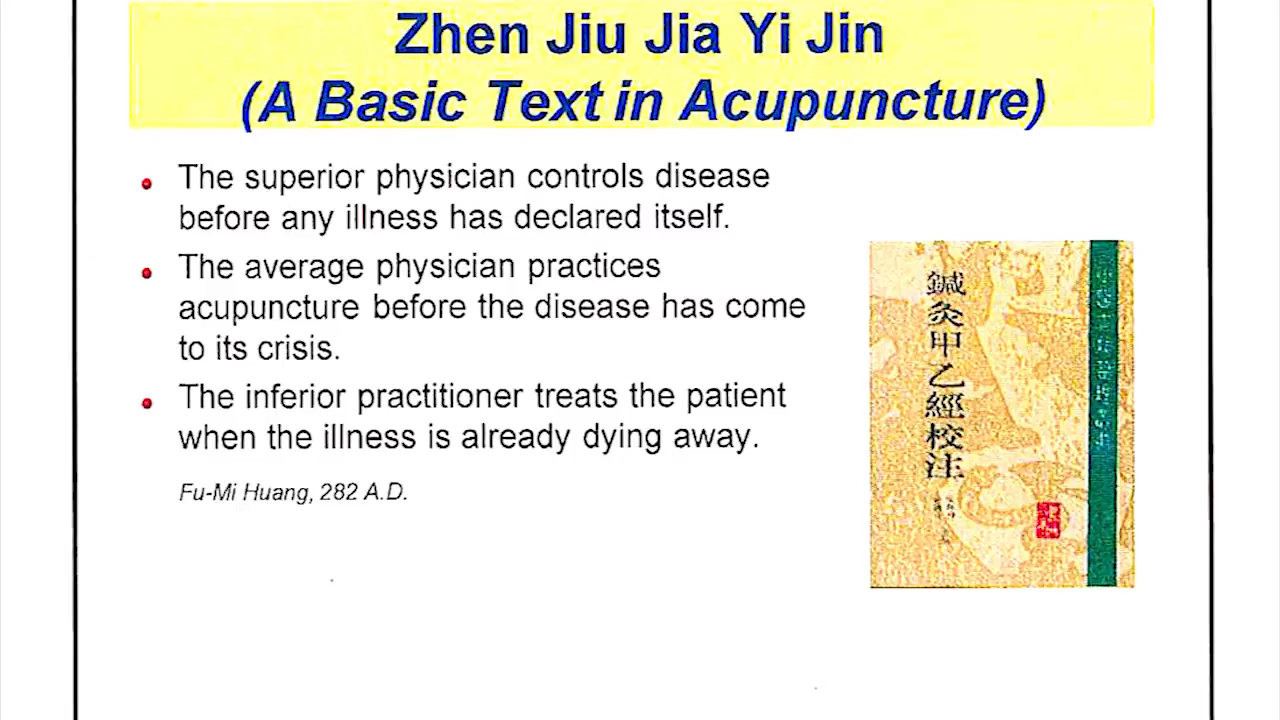 Zhen Jiu Jia Yi Jin
(A Basic Text in Acupuncture)
The superior physician controls disease
before any illness has declared itself.
The average physician practices
acupuncture before the disease has come
to its crisis.
The inferior practitioner treats the patient
when the illness is already dying away.
Fu-Mi Huang, 282 A.D.
鍼灸甲乙經校注